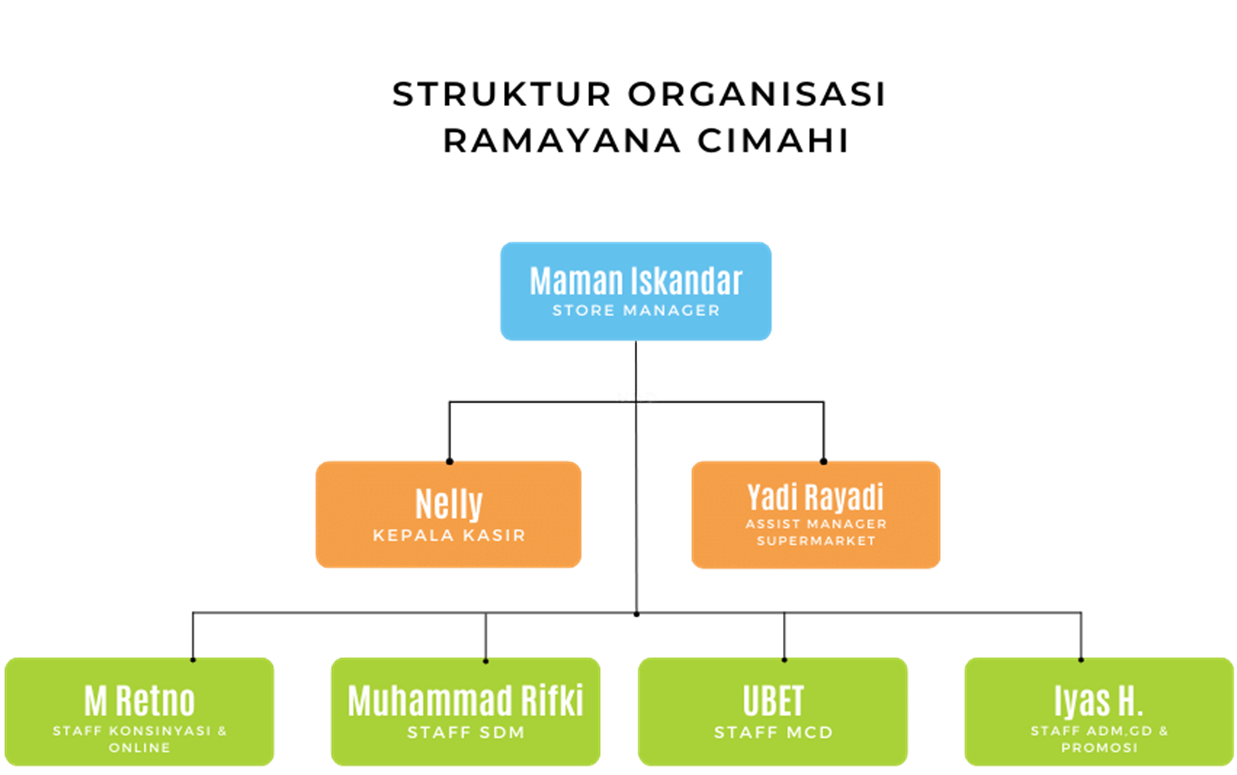 STRUKTUR ORGANISASI
RAMAYANA CIMAHI
Maman Iskandar
STORE MANAGER
Nelly
KEPALA KASIR
Yadi Rayadi
ASSIST MANAGER
SUPERMARKET
M Retno
STAFF KONSINYASI &
ONLINE
Muhammad Rifki
STAFF SDM
UBET
STAFF MCD
Iyas H.
STAFF ADM,GD &
PROMOSI